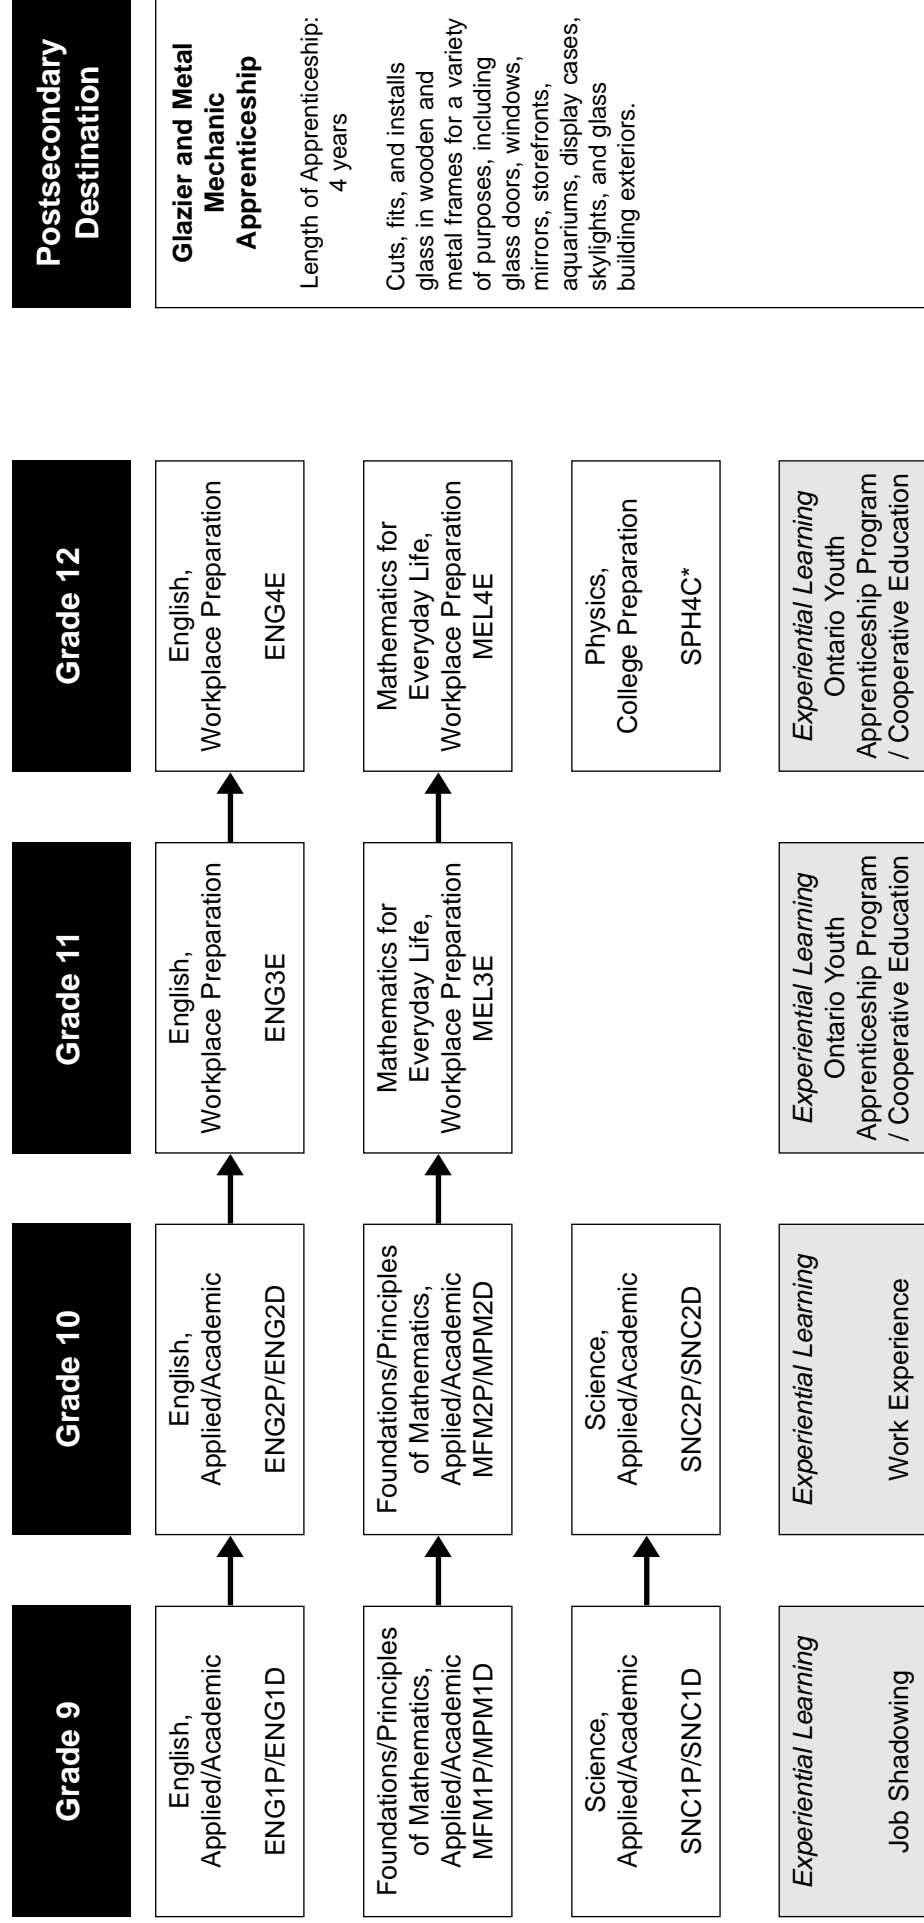 Grade 9
Grade 10
Grade 11
Grade 12
Postsecondary
Destination
English,
Applied/Academic
ENG1P/ENG1D
English,
Applied/Academic
ENG2P/ENG2D
English,
Workplace Preparation
ENG3E
English,
Workplace Preparation
ENG4E
Glazier and Metal
Mechanic
Apprenticeship
Length of Apprenticeship:
4 years
Cuts, fits, and installs
glass in wooden and
metal frames for a variety
of purposes, including
glass doors, windows,
mirrors, storefronts,
aquariums, display cases,
skylights, and glass
building exteriors.
Foundations/Principles
of Mathematics,
Applied/Academic
MFM1P/MPM1D
Foundations/Principles
of Mathematics,
Applied/Academic
MFM2P/MPM2D
Mathematics for
Everyday Life,
Workplace Preparation
MEL3E
Mathematics for
Everyday Life,
Workplace Preparation
MEL4E
Science,
Applied/Academic
SNC1P/SNC1D
Science,
Applied/Academic
SNC2P/SNC2D
Physics,
College Preparation
SPH4C*
Experiential Learning
Job Shadowing
Experiential Learning
Work Experience
Experiential Learning
Ontario Youth
Apprenticeship Program
/ Cooperative Education
Experiential Learning
Ontario Youth
Apprenticeship Program
/ Cooperative Education